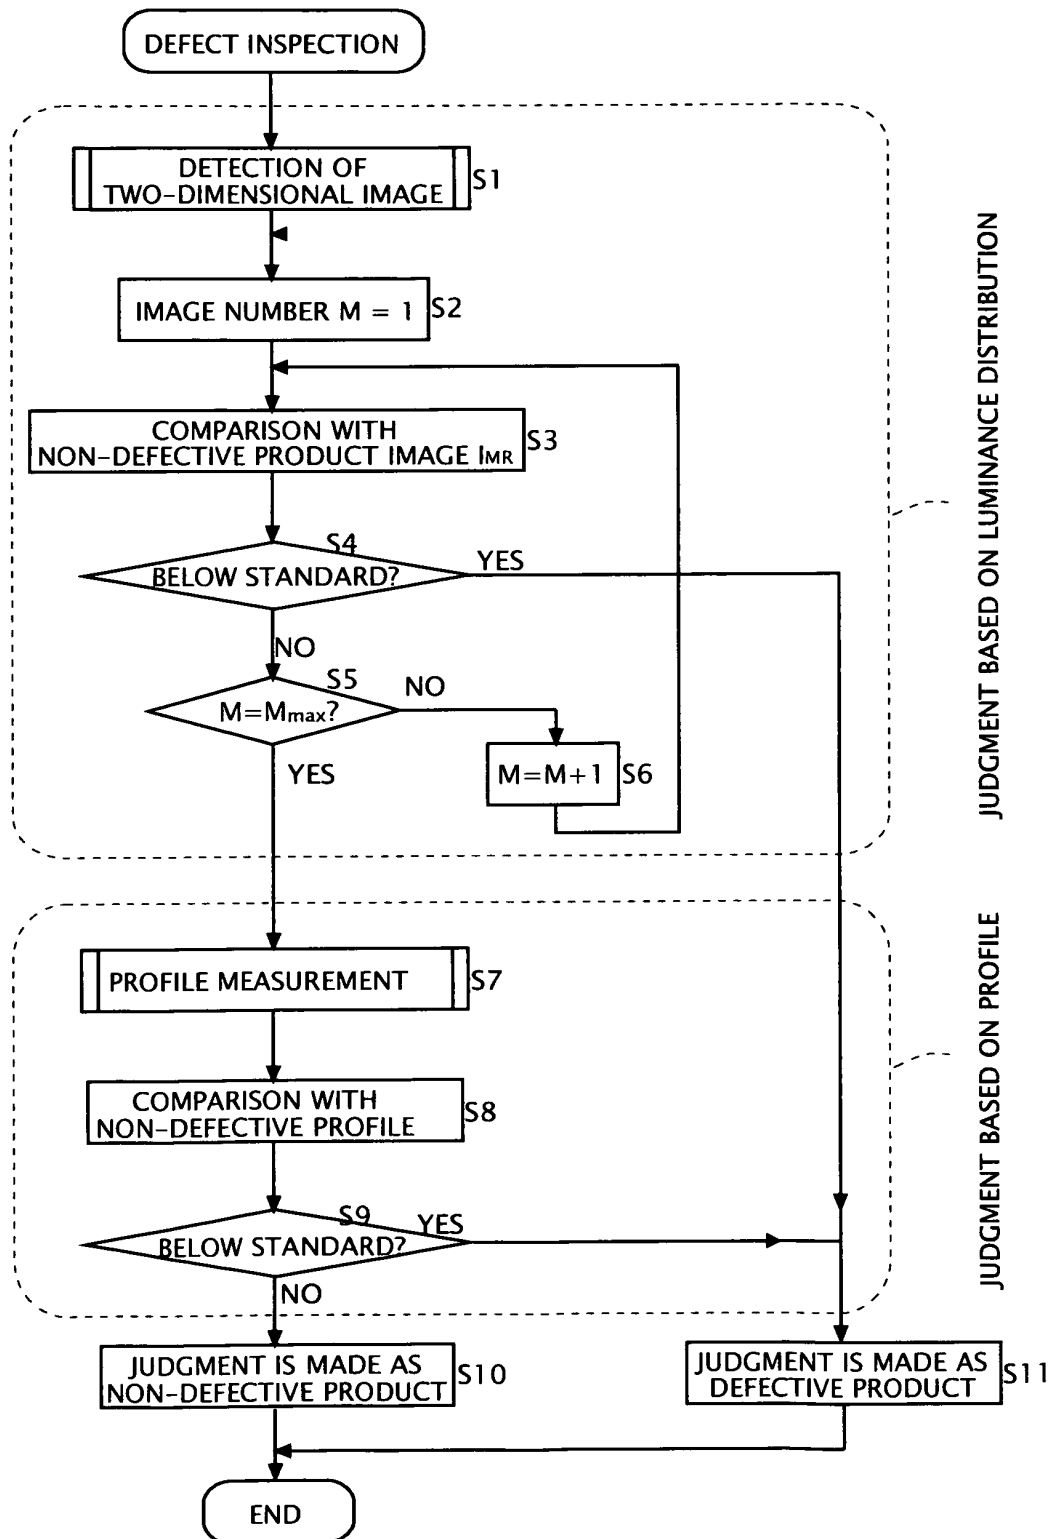 DEFECT INSPECTION
DETECTION OF
TWO-DIMENSIONAL IMAGE
S1
IMAGE NUMBER M = 1
S2
COMPARISON WITH
NON-DEFECTIVE PRODUCT IMAGE IMR
S3
S4
BELOW STANDARD?
YES
NO
S5
M=Mmax?
NO
YES
M=M+1
S6
JUDGMENT BASED ON LUMINANCE DISTRIBUTION
PROFILE MEASUREMENT
S7
COMPARISON WITH
NON-DEFECTIVE PROFILE
S8
S9
BELOW STANDARD?
YES
NO
JUDGMENT BASED ON PROFILE
JUDGMENT IS MADE AS
NON-DEFECTIVE PRODUCT
S10
JUDGMENT IS MADE AS
DEFECTIVE PRODUCT
S11
END